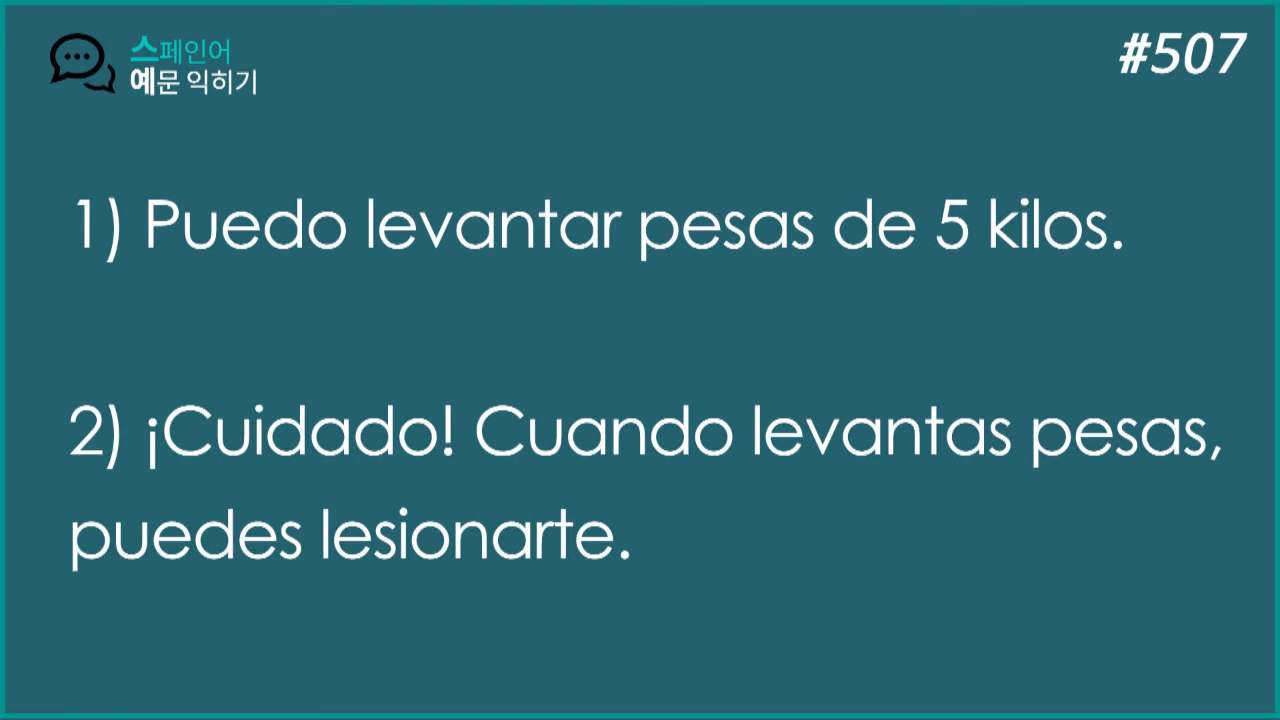 스페인어
예문 익히기
#507
1) Puedo levantar pesas de 5 kilos.
2) ¡Cuidado! Cuando levantas pesas,
puedes lesionarte.